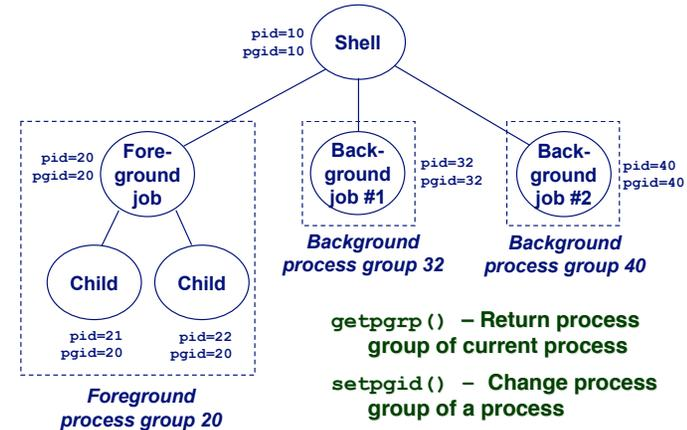 pid=10
pgid=10
Shell
pid=20
pgid=20
Fore-
ground
job
Back-
ground
job #1
pid=32
pgid=32
Back-
ground
job #2
pid=40
pgid=40
Child
Child
pid=21
pgid=20
pid=22
pgid=20
Background
process group 32
Background
process group 40
Foreground
process group 20
getpgrp() – Return process
group of current process
setpgid() – Change process
group of a process